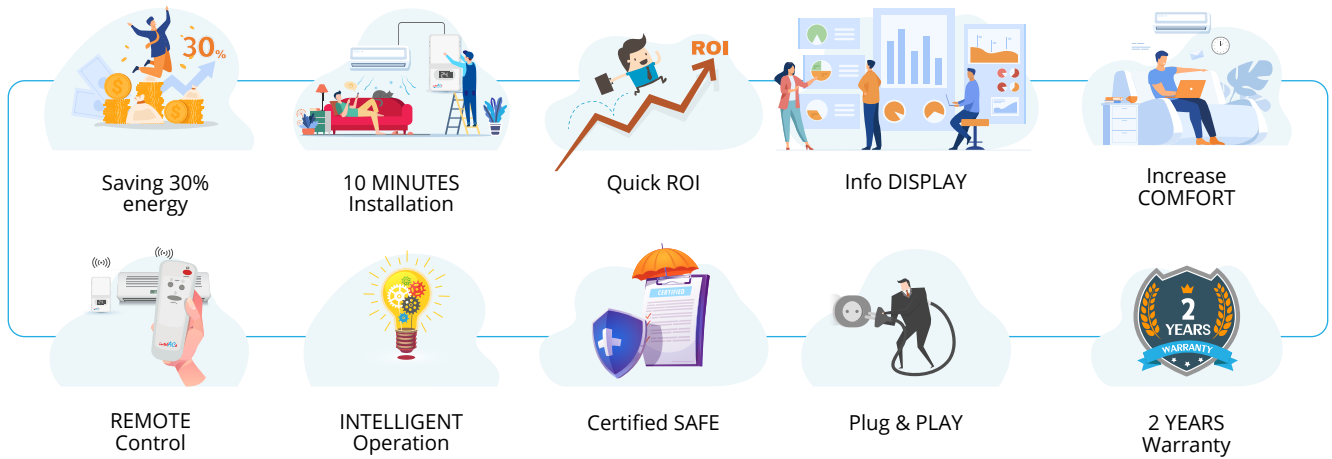 30%
ROI
Saving 30%
energy
10 MINUTES
Installation
Quick ROI
Info DISPLAY
Increase
COMFORT
CERTIFIED
2
YEARS
WARRANTY
REMOTE
Control
INTELLIGENT
Operation
Certified SAFE
Plug & PLAY
2 YEARS
Warranty